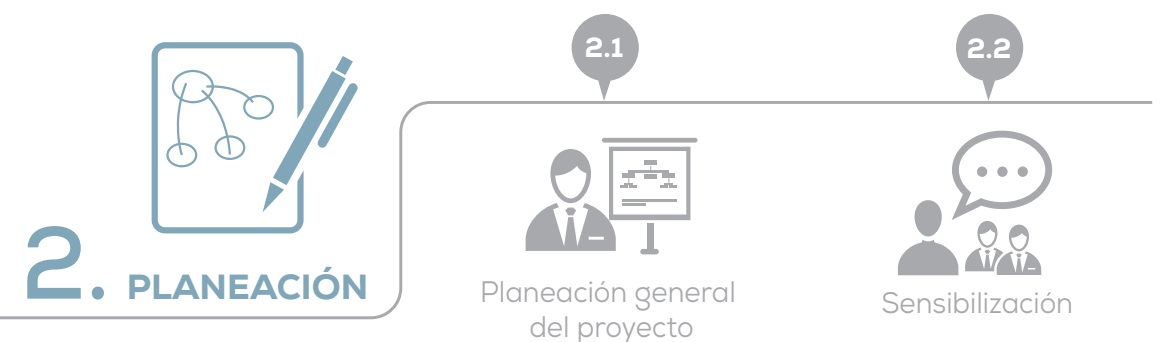 2.1
2.2
2. PLANEACIÓN
Planeación general
del proyecto
Sensibilización